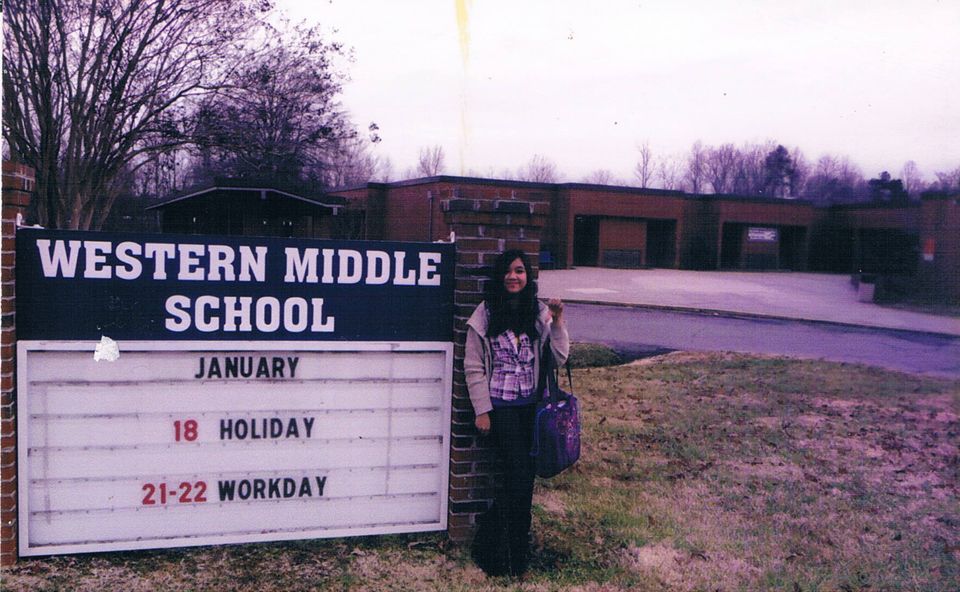 WESTERN MIDDLE
SCHOOL
JANUARY
18 HOLIDAY
21-22 WORKDAY